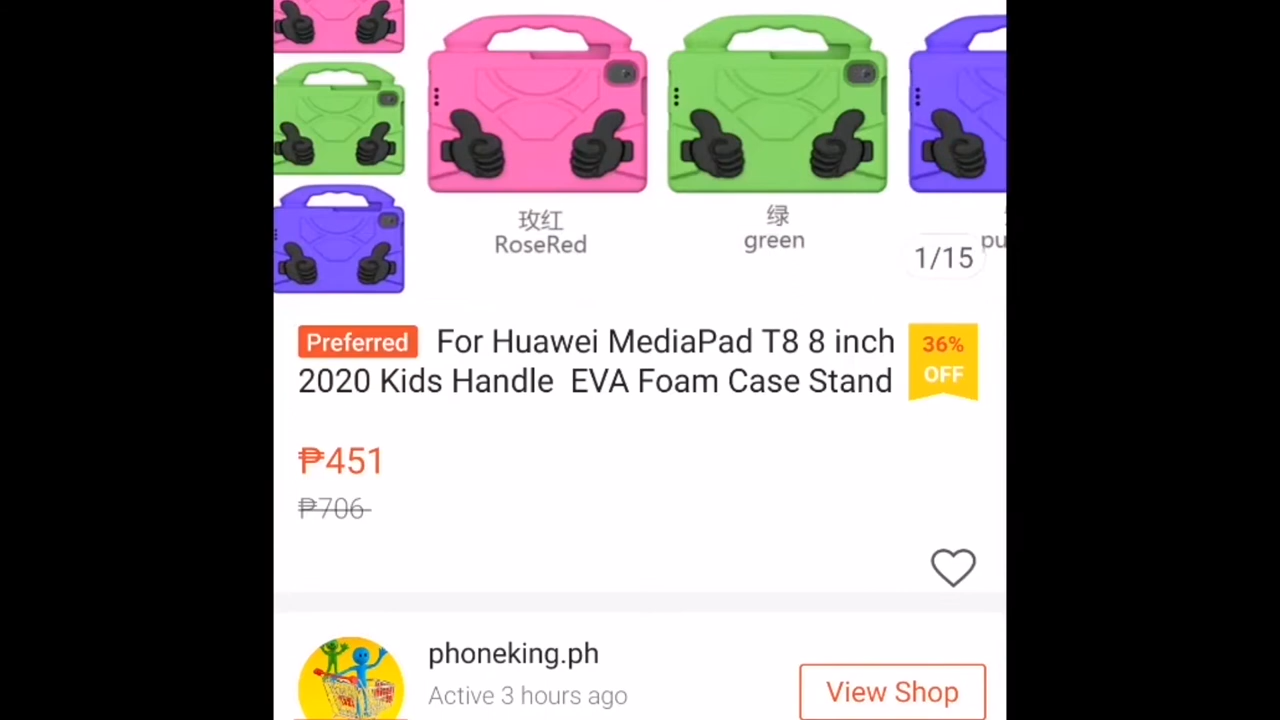 玫红
RoseRed
绿
green
1/15
Preferred For Huawei MediaPad T8 8 inch
2020 Kids Handle EVA Foam Case Stand
36%
OFF
₱451
₱706
phoneking.ph
Active 3 hours ago
View Shop